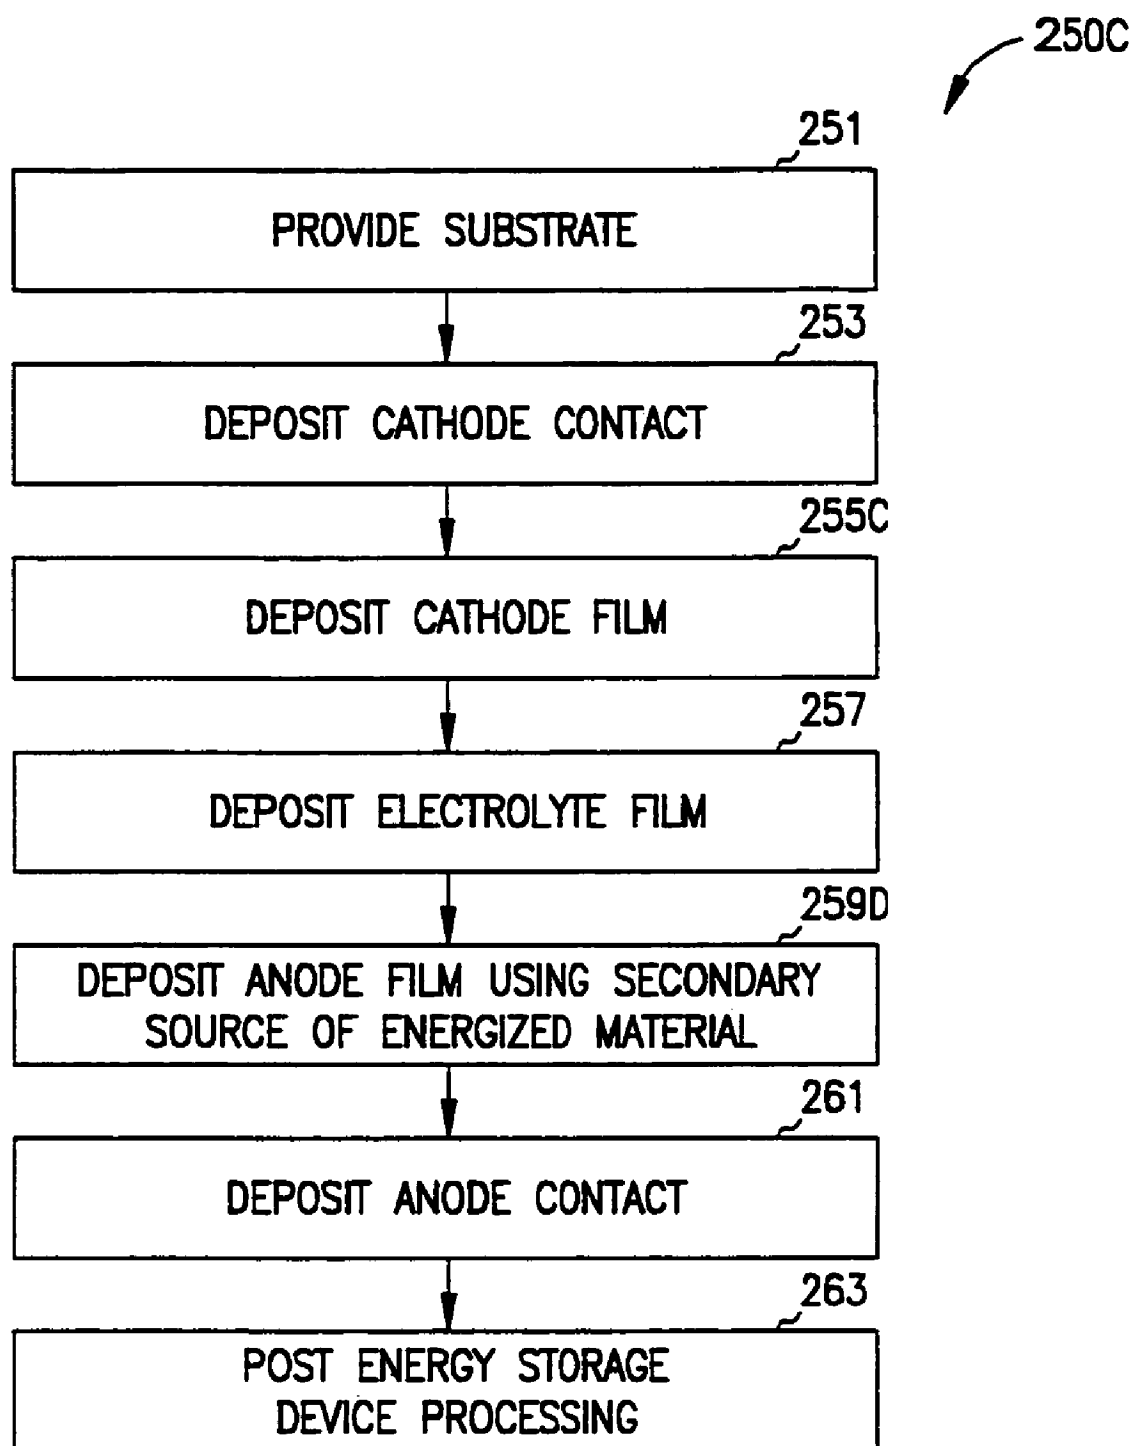 250C
251
PROVIDE SUBSTRATE
253
DEPOSIT CATHODE CONTACT
255C
DEPOSIT CATHODE FILM
257
DEPOSIT ELECTROLYTE FILM
259D
DEPOSIT ANODE FILM USING SECONDARY
SOURCE OF ENERGIZED MATERIAL
261
DEPOSIT ANODE CONTACT
263
POST ENERGY STORAGE
DEVICE PROCESSING